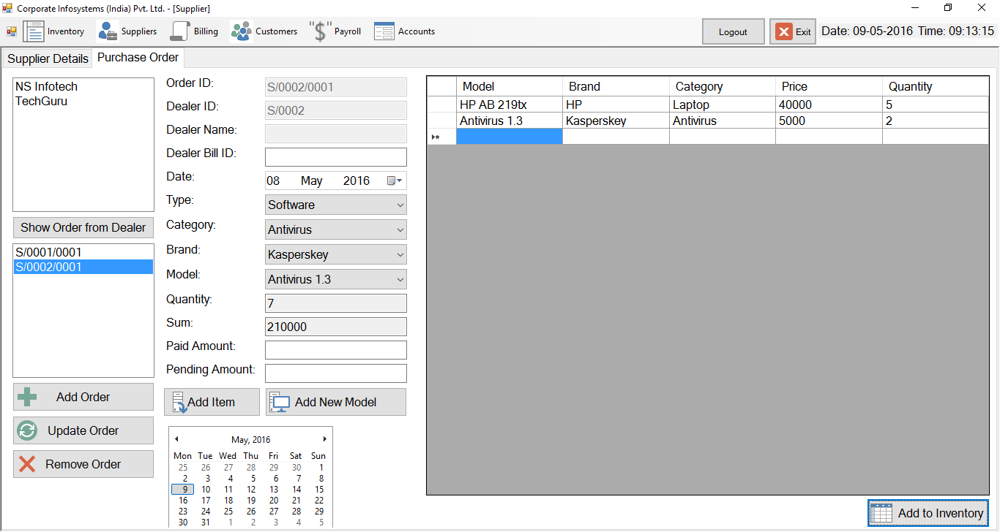 Corporate Infosystems (India) Pvt. Ltd. - [Supplier]
Inventory Suppliers Billing Customers "$" Payroll Accounts Logout Exit Date: 09-05-2016 Time: 09:13:15
Supplier Details Purchase Order
NS Infotech
TechGuru
Show Order from Dealer
S/0001/0001
S/0002/0001
Add Order
Update Order
Remove Order
Order ID: S/0002/0001
Dealer ID: S/0002
Dealer Name:
Dealer Bill ID:
Date: 08 May 2016
Type: Software
Category: Antivirus
Brand: Kasperskey
Model: Antivirus 1.3
Quantity: 7
Sum: 210000
Paid Amount:
Pending Amount:
Add Item Add New Model
May, 2016
Mon Tue Wed Thu Fri Sat Sun
25 26 27 28 29 30 1
2 3 4 5 6 7 8
9 10 11 12 13 14 15
16 17 18 19 20 21 22
23 24 25 26 27 28 29
30 31 1 2 3 4 5
Model Brand Category Price Quantity
HP AB 219tx HP Laptop 40000 5
Antivirus 1.3 Kasperskey Antivirus 5000 2
Add to Inventory